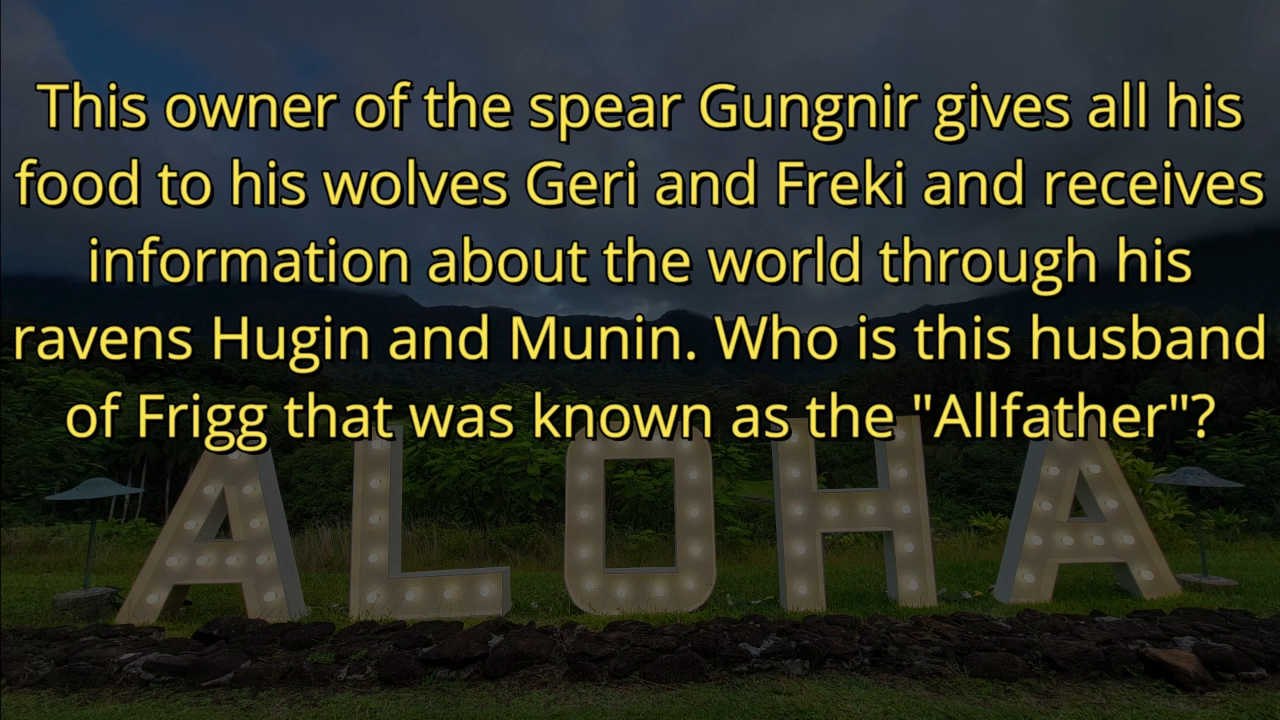 This owner of the spear Gungnir gives all his
food to his wolves Geri and Freki and receives
information about the world through his
ravens Hugin and Munin. Who is this husband
of Frigg that was known as the "Allfather"?
ALOHA